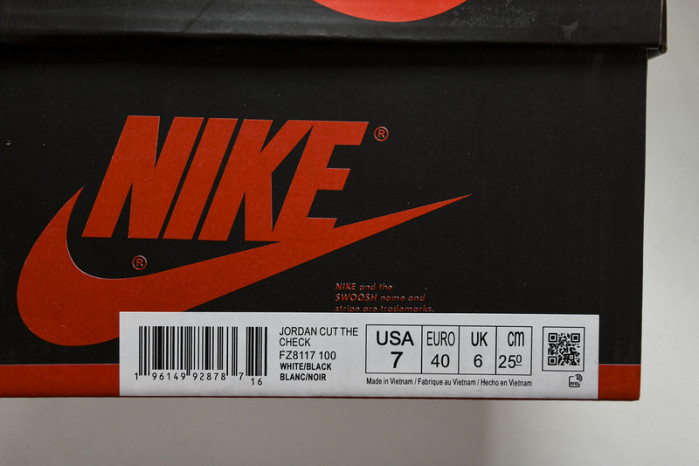 NIKE®
®
NIKE and the
SWOOSH name and
stripe are trademarks.
JORDAN CUT THE
CHECK
FZ8117 100
WHITE/BLACK
BLANC/NOIR
1 96149 92878 7 16
USA EURO UK CM
7 40 6 25⁰
Made in Vietnam / Fabrique au Vietnam / Hecho en Vietnam